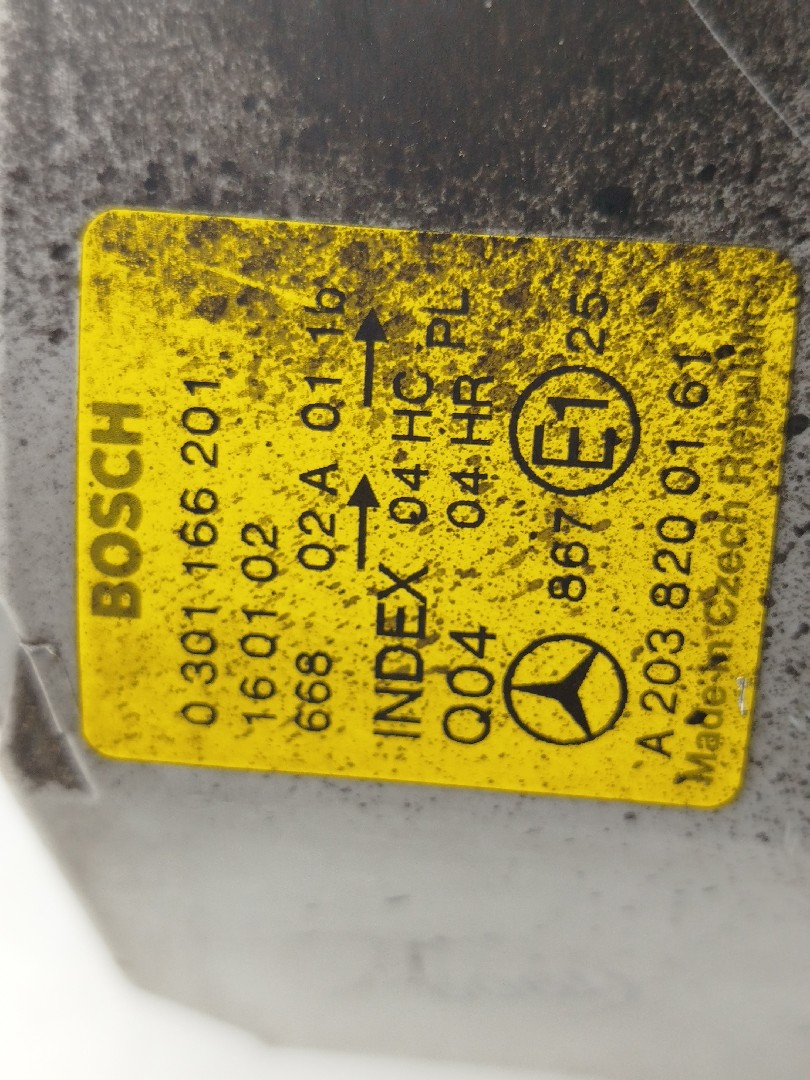 BOSCH
0 301 166 201
16 01 02
668 02 A 01 1b
INDEX 04 HC
Q04 04 HR PL
867 E1 25
A 203 820 01 61
Made in Czech Republic